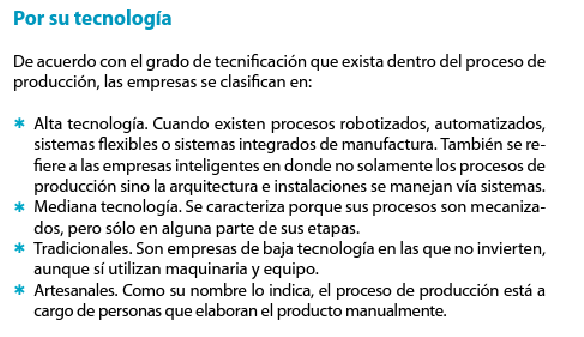 Por su tecnología
De acuerdo con el grado de tecnificación que exista dentro del proceso de
producción, las empresas se clasifican en:
* Alta tecnología. Cuando existen procesos robotizados, automatizados,
sistemas flexibles o sistemas integrados de manufactura. También se re-
fiere a las empresas inteligentes en donde no solamente los procesos de
producción sino la arquitectura e instalaciones se manejan vía sistemas.
* Mediana tecnología. Se caracteriza porque sus procesos son mecaniza-
dos, pero sólo en alguna parte de sus etapas.
* Tradicionales. Son empresas de baja tecnología en las que no invierten,
aunque sí utilizan maquinaria y equipo.
* Artesanales. Como su nombre lo indica, el proceso de producción está a
cargo de personas que elaboran el producto manualmente.